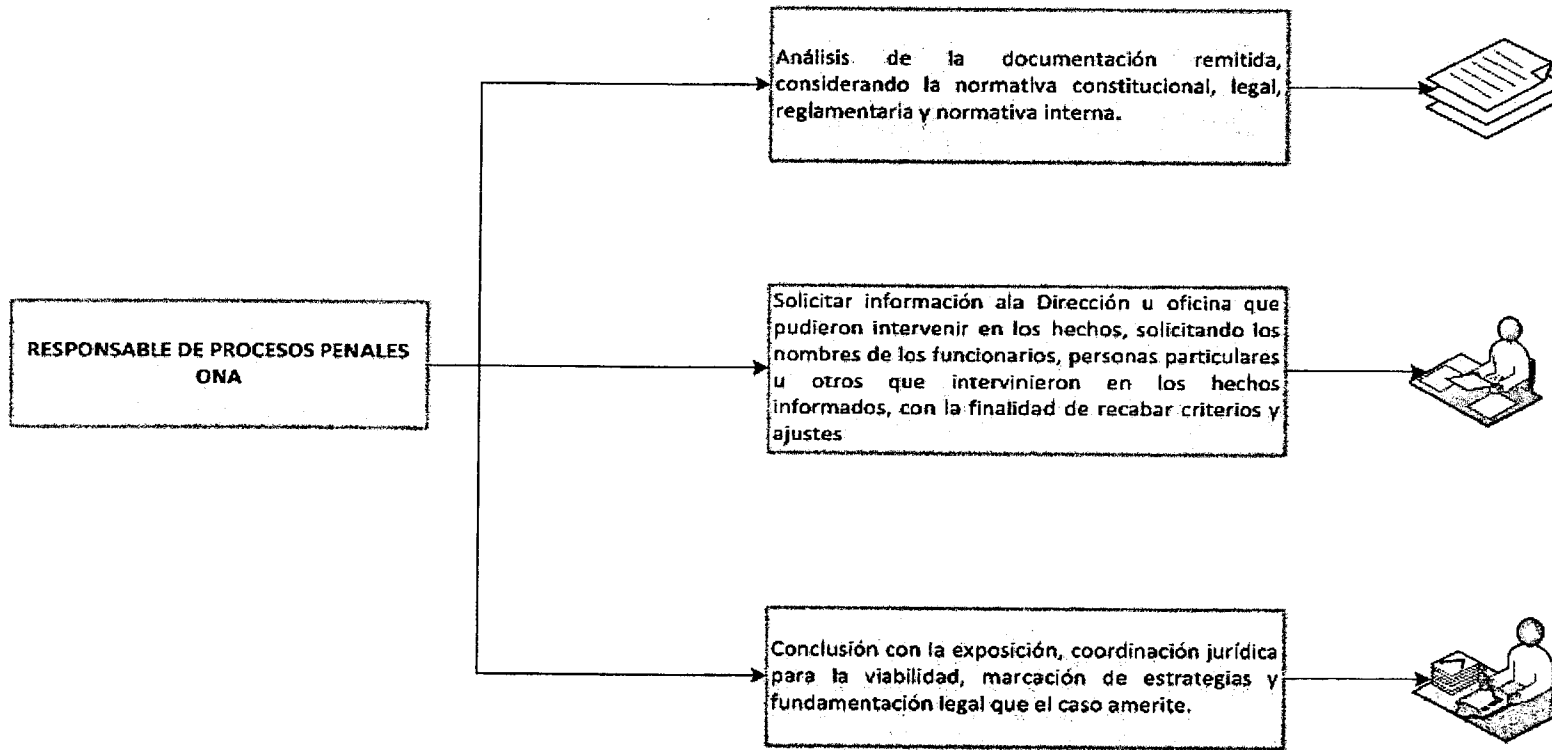 Análisis de la documentación remitida,
considerando la normativa constitucional, legal,
reglamentaria y normativa interna.
RESPONSABLE DE PROCESOS PENALES
ONA
Solicitar información ala Dirección u oficina que
pudieron intervenir en los hechos, solicitando los
nombres de los funcionarios, personas particulares
u otros que intervinieron en los hechos
informados, con la finalidad de recabar criterios y
ajustes
Conclusión con la exposición, coordinación jurídica
para la viabilidad, marcación de estrategias y
fundamentación legal que el caso amerite.